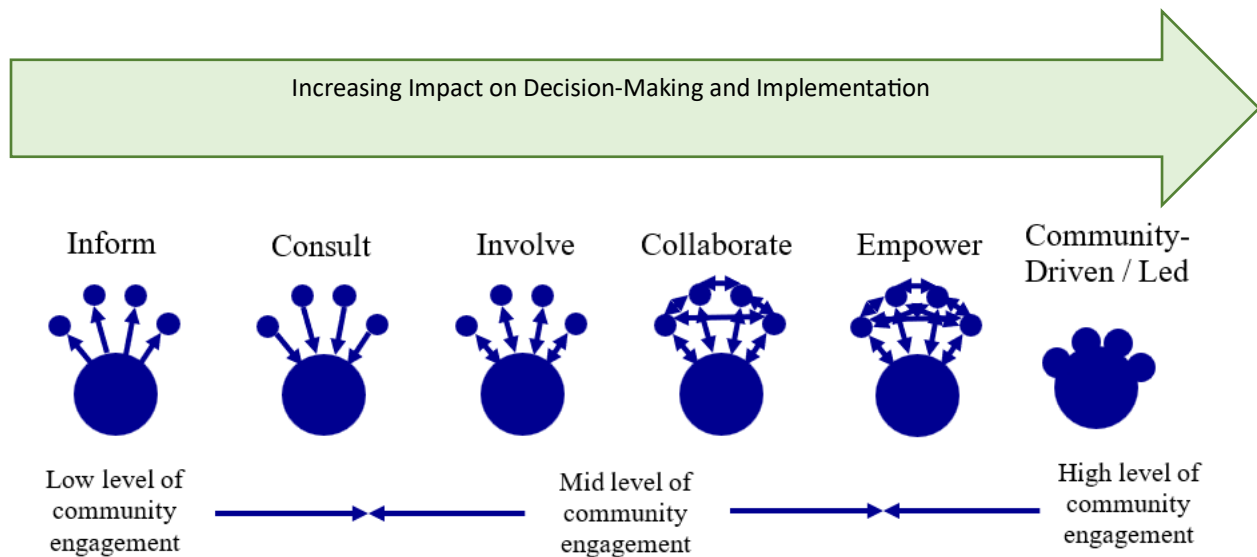 Increasing Impact on Decision-Making and Implementation
Inform
Consult
Involve
Collaborate
Empower
Community-
Driven / Led
Low level of
community
engagement
Mid level of
community
engagement
High level of
community
engagement